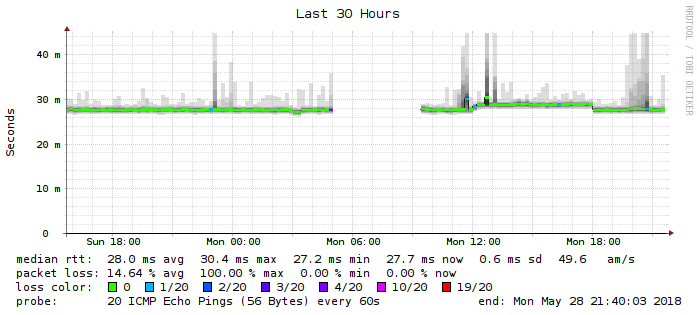 Last 30 Hours
RRDTOOL / TOBI OETIKER
Seconds
40 m
30 m
20 m
10 m
0
Sun 18:00 Mon 00:00 Mon 06:00 Mon 12:00 Mon 18:00
median rtt: 28.0 ms avg 30.4 ms max 27.2 ms min 27.7 ms now 0.6 ms sd 49.6 am/s
packet loss: 14.64 % avg 100.00 % max 0.00 % min 0.00 % now
loss color: 0 1/20 2/20 3/20 4/20 10/20 19/20
probe: 20 ICMP Echo Pings (56 Bytes) every 60s end: Mon May 28 21:40:03 2018